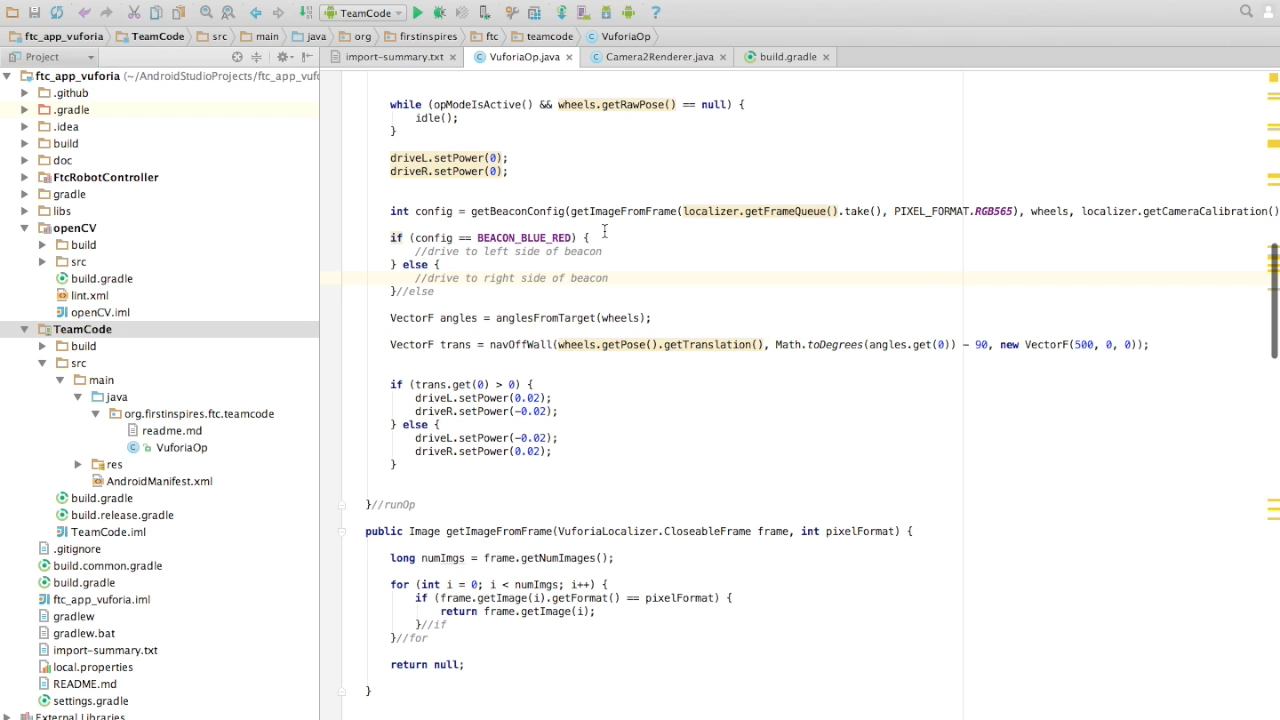 TeamCode
ftc_app_vuforia
TeamCode
src
main
java
org
firstinspires
ftc
teamcode
VuforiaOp
Project
import-summary.txt
VuforiaOp.java
Camera2Renderer.java
build.gradle
ftc_app_vuforia (~/AndroidStudioProjects/ftc_app_vufo
.github
.gradle
.idea
build
doc
FtcRobotController
gradle
libs
openCV
build
src
build.gradle
lint.xml
openCV.iml
TeamCode
build
src
main
java
org.firstinspires.ftc.teamcode
readme.md
VuforiaOp
res
AndroidManifest.xml
build.gradle
build.release.gradle
TeamCode.iml
.gitignore
build.common.gradle
build.gradle
ftc_app_vuforia.iml
gradlew
gradlew.bat
import-summary.txt
local.properties
README.md
settings.gradle
External Libraries
while (opModeIsActive() && wheels.getRawPose() == null) {
idle();
}
driveL.setPower(0);
driveR.setPower(0);
int config = getBeaconConfig(getImageFromFrame(localizer.getFrameQueue().take(), PIXEL_FORMAT.RGB565), wheels, localizer.getCameraCalibration()
if (config == BEACON_BLUE_RED) {
//drive to left side of beacon
} else {
//drive to right side of beacon
}//else
VectorF angles = anglesFromTarget(wheels);
VectorF trans = navOffWall(wheels.getPose().getTranslation(), Math.toDegrees(angles.get(0)) - 90, new VectorF(500, 0, 0));
if (trans.get(0) > 0) {
driveL.setPower(0.02);
driveR.setPower(-0.02);
} else {
driveL.setPower(-0.02);
driveR.setPower(0.02);
}
}//runOp
public Image getImageFromFrame(VuforiaLocalizer.CloseableFrame frame, int pixelFormat) {
long numImgs = frame.getNumImages();
for (int i = 0; i < numImgs; i++) {
if (frame.getImage(i).getFormat() == pixelFormat) {
return frame.getImage(i);
}//if
}//for
return null;
}